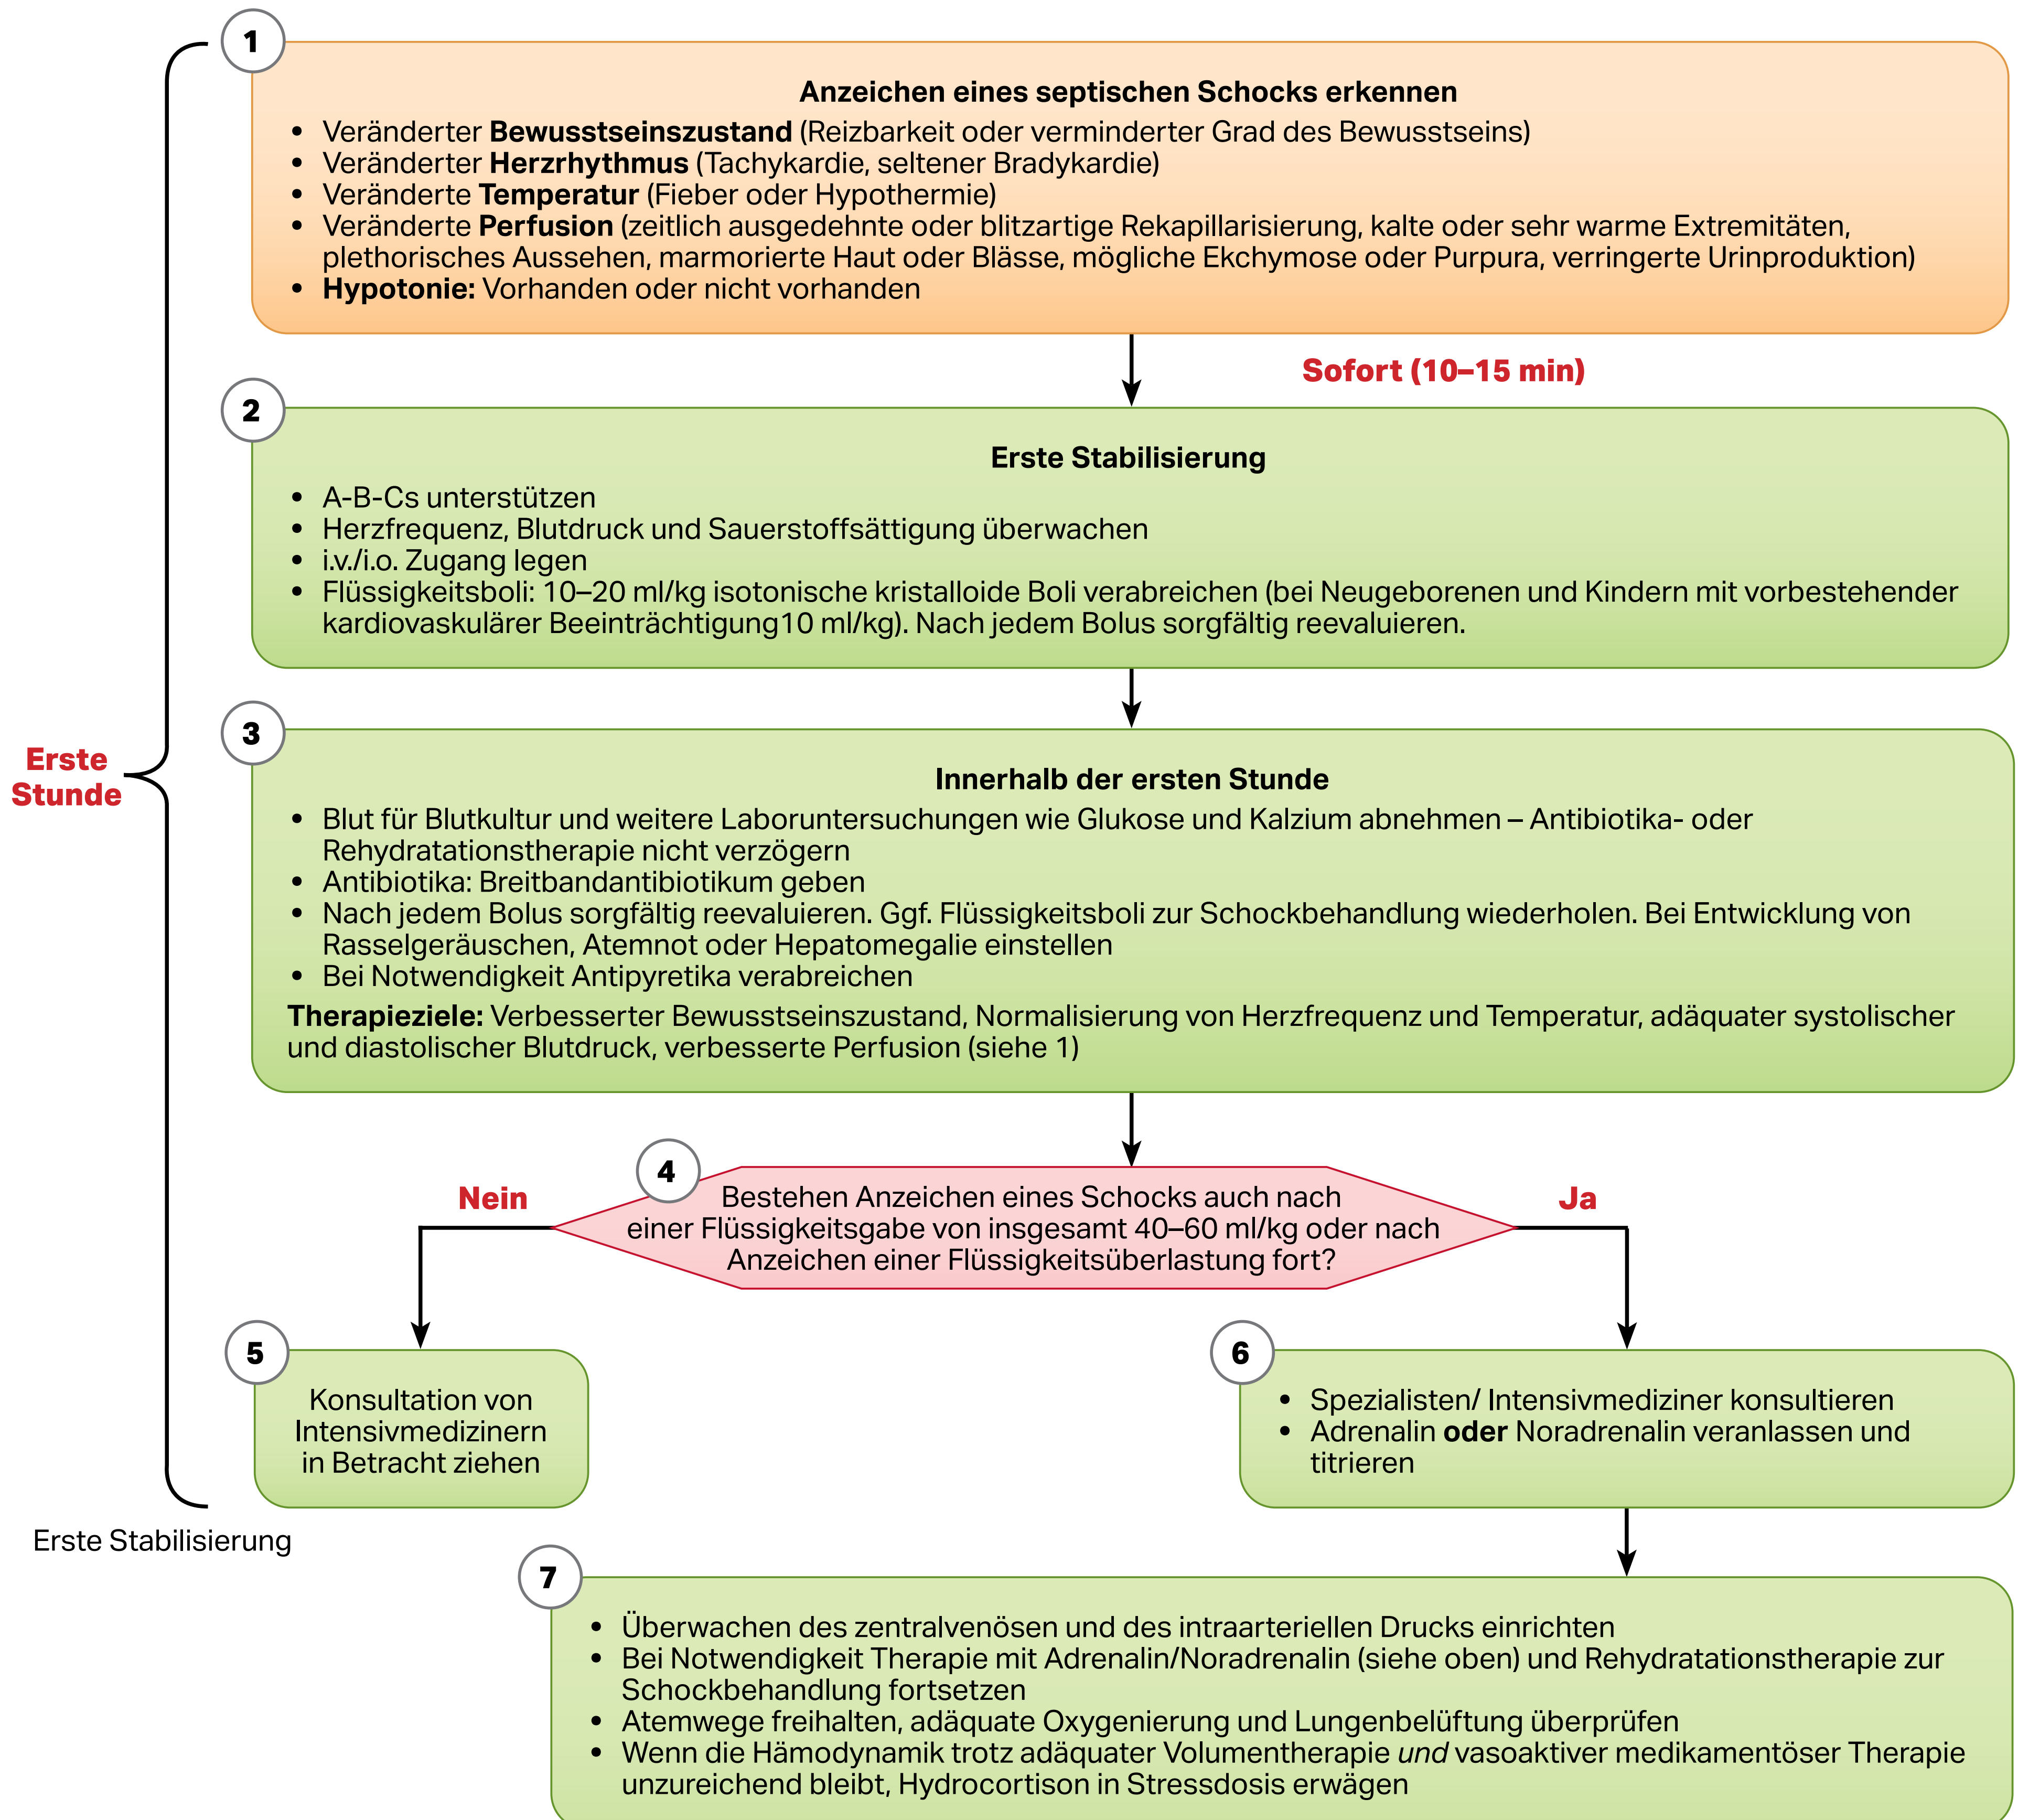 1
Anzeichen eines septischen Schocks erkennen
• Veränderter Bewusstseinszustand (Reizbarkeit oder verminderter Grad des Bewusstseins)
• Veränderter Herzrhythmus (Tachykardie, seltener Bradykardie)
• Veränderte Temperatur (Fieber oder Hypothermie)
• Veränderte Perfusion (zeitlich ausgedehnte oder blitzartige Rekapillarisierung, kalte oder sehr warme Extremitäten,
plethorisches Aussehen, marmorierte Haut oder Blässe, mögliche Ekchymose oder Purpura, verringerte Urinproduktion)
• Hypotonie: Vorhanden oder nicht vorhanden
Sofort (10–15 min)
2
Erste Stabilisierung
• A-B-Cs unterstützen
• Herzfrequenz, Blutdruck und Sauerstoffsättigung überwachen
• i.v./i.o. Zugang legen
• Flüssigkeitsboli: 10–20 ml/kg isotonische kristalloide Boli verabreichen (bei Neugeborenen und Kindern mit vorbestehender
kardiovaskulärer Beeinträchtigung10 ml/kg). Nach jedem Bolus sorgfältig reevaluieren.
Erste
Stunde
3
Innerhalb der ersten Stunde
• Blut für Blutkultur und weitere Laboruntersuchungen wie Glukose und Kalzium abnehmen – Antibiotika- oder
Rehydratationstherapie nicht verzögern
• Antibiotika: Breitbandantibiotikum geben
• Nach jedem Bolus sorgfältig reevaluieren. Ggf. Flüssigkeitsboli zur Schockbehandlung wiederholen. Bei Entwicklung von
Rasselgeräuschen, Atemnot oder Hepatomegalie einstellen
• Bei Notwendigkeit Antipyretika verabreichen
Therapieziele: Verbesserter Bewusstseinszustand, Normalisierung von Herzfrequenz und Temperatur, adäquater systolischer
und diastolischer Blutdruck, verbesserte Perfusion (siehe 1)
4
Bestehen Anzeichen eines Schocks auch nach
einer Flüssigkeitsgabe von insgesamt 40–60 ml/kg oder nach
Anzeichen einer Flüssigkeitsüberlastung fort?
Nein
Ja
5
Konsultation von
Intensivmedizinern
in Betracht ziehen
6
• Spezialisten/ Intensivmediziner konsultieren
• Adrenalin oder Noradrenalin veranlassen und
titrieren
Erste Stabilisierung
7
• Überwachen des zentralvenösen und des intraarteriellen Drucks einrichten
• Bei Notwendigkeit Therapie mit Adrenalin/Noradrenalin (siehe oben) und Rehydratationstherapie zur
Schockbehandlung fortsetzen
• Atemwege freihalten, adäquate Oxygenierung und Lungenbelüftung überprüfen
• Wenn die Hämodynamik trotz adäquater Volumentherapie und vasoaktiver medikamentöser Therapie
unzureichend bleibt, Hydrocortison in Stressdosis erwägen